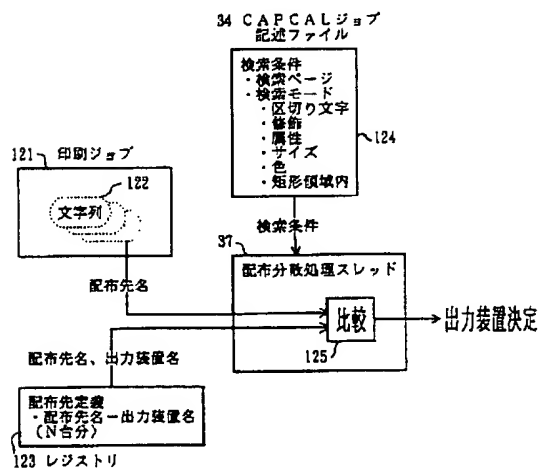 34 CAPCALジョブ
記述ファイル
検索条件
・検索ページ
・検索モード
・区切り文字
・修飾
・属性
・サイズ
・色
・矩形領域内
124
121 印刷ジョブ
122
文字列
検索条件
37
配布分散処理スレッド
配布先名
比較
出力装置決定
125
配布先名、出力装置名
配布先定義
・配布先名ー出力装置名
(N台分)
123 レジストリ